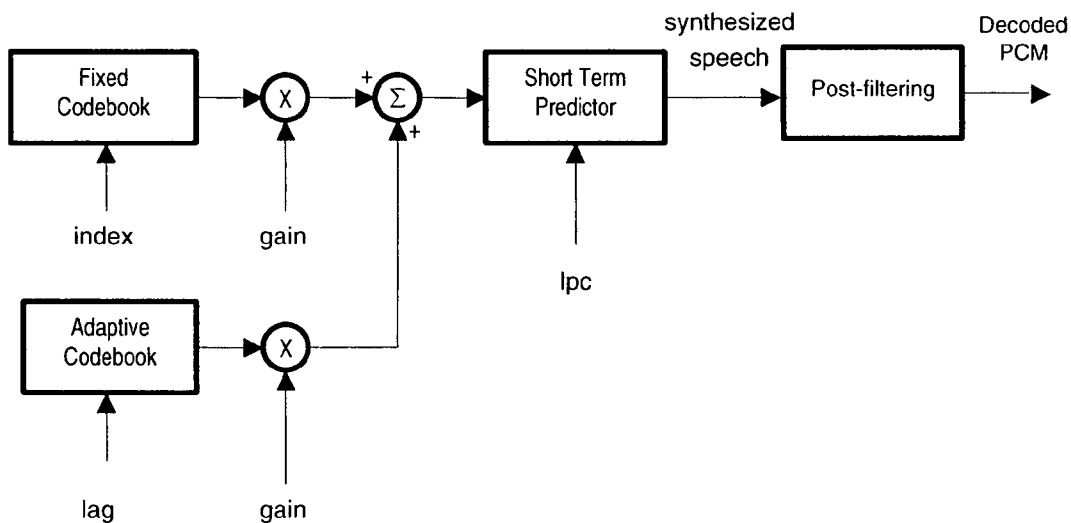 Fixed
Codebook
X
+
Σ
+
Short Term
Predictor
synthesized
speech
Post-filtering
Decoded
PCM
index
gain
lpc
Adaptive
Codebook
X
lag
gain